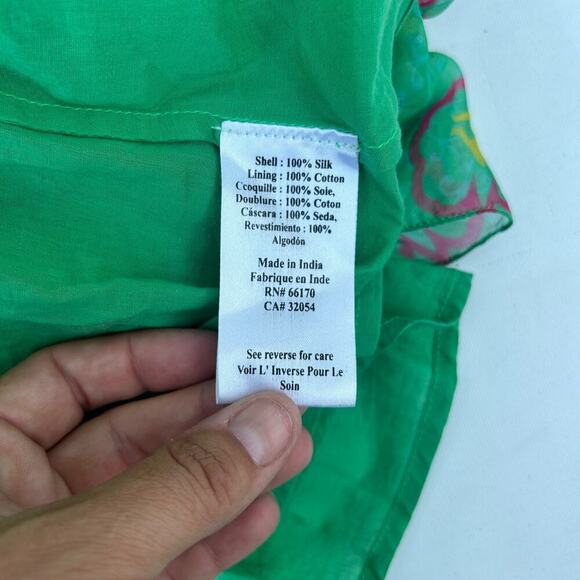 Shell : 100% Silk
Lining : 100% Cotton
Ccoquille : 100% Soie,
Doublure : 100% Coton
Cáscara : 100% Seda,
Revestimiento : 100%
Algodón
Made in India
Fabrique en Inde
RN# 66170
CA# 32054
See reverse for care
Voir L' Inverse Pour Le
Soin